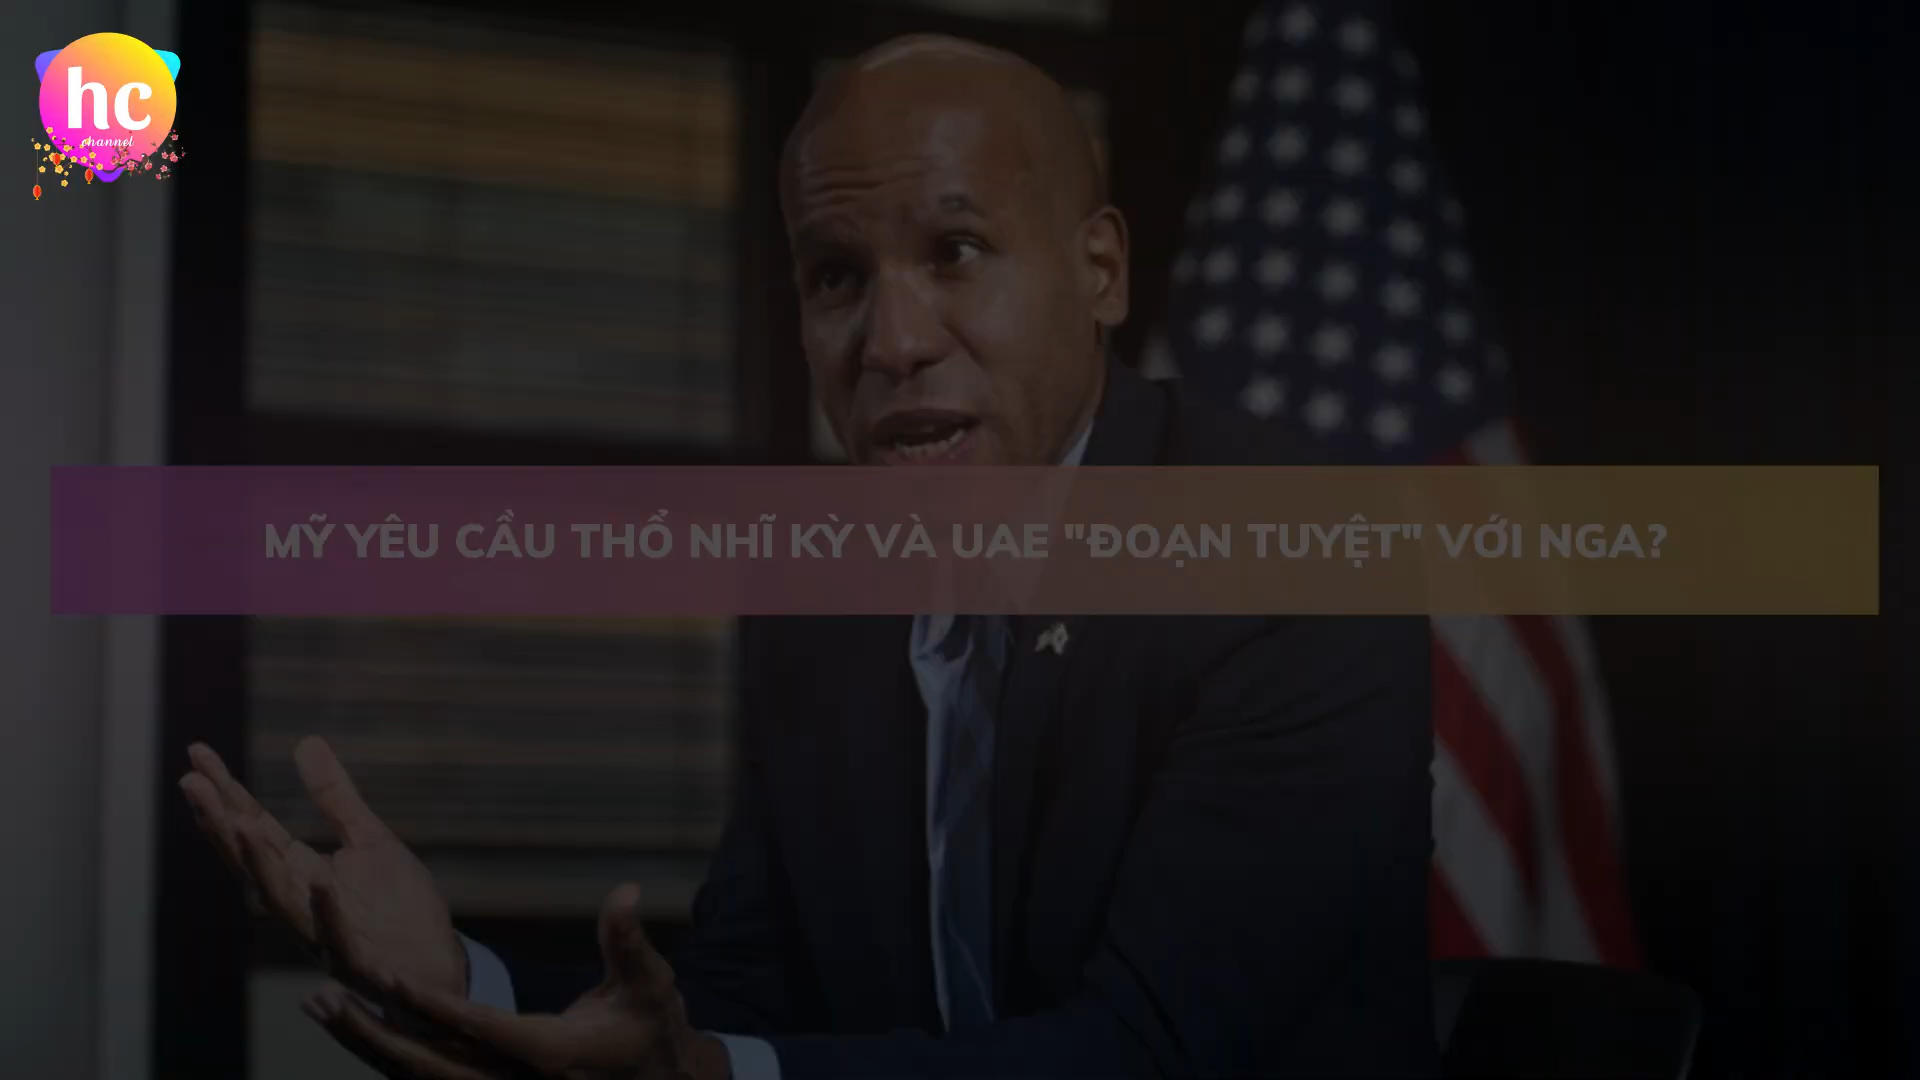 hc
channel
MỸ YÊU CẦU THỔ NHĨ KỲ VÀ UAE "ĐOẠN TUYỆT" VỚI NGA?